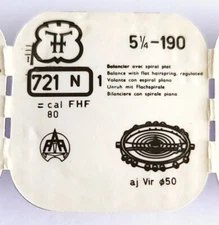 5¼-190
721 N 1
= cal FHF
80
Balancier avec spiral plat
Balance with flat hairspring, regulated
Volante con espiral plano
Unruh mit Flachspirale
Bilanciere con spirale piano
aj Vir ø50